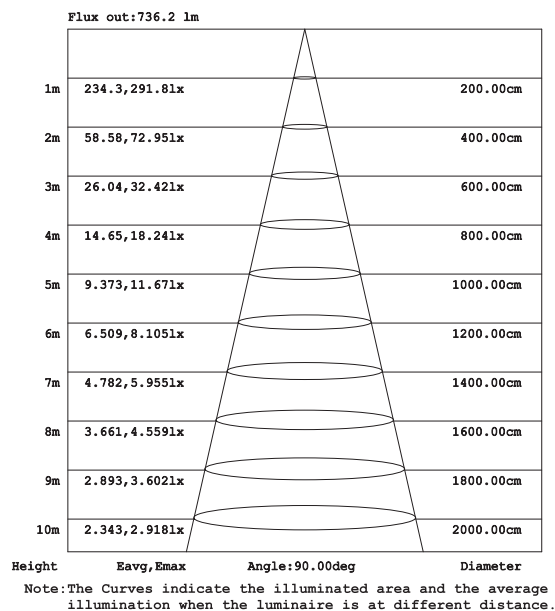 Flux out:736.2 lm
1m 234.3,291.8lx 200.00cm
2m 58.58,72.95lx 400.00cm
3m 26.04,32.42lx 600.00cm
4m 14.65,18.24lx 800.00cm
5m 9.373,11.67lx 1000.00cm
6m 6.509,8.105lx 1200.00cm
7m 4.782,5.955lx 1400.00cm
8m 3.661,4.559lx 1600.00cm
9m 2.893,3.602lx 1800.00cm
10m 2.343,2.918lx 2000.00cm
Height Eavg,Emax Angle:90.00deg Diameter
Note:The Curves indicate the illuminated area and the average
illumination when the luminaire is at different distance.